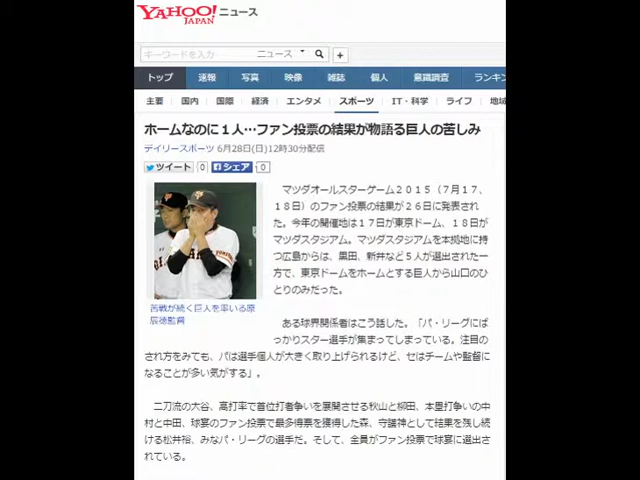 YAHOO! ニュース
JAPAN
キーワードを入力
ニュース
+
トップ 速報 写真 映像 雑誌 個人 意識調査 ランキン
主要 国内 国際 経済 エンタメ スポーツ IT・科学 ライフ 地域
ホームなのに1人…ファン投票の結果が物語る巨人の苦しみ
デイリースポーツ 6月28日(日)12時30分配信
ツイート 0 シェア 0
マツダオールスターゲーム2015(7月17、
18日)のファン投票の結果が26日に発表され
た。今年の開催地は17日が東京ドーム、18日が
マツダスタジアム。マツダスタジアムを本拠地に持
つ広島からは、黒田、新井など5人が選出された一
方で、東京ドームをホームとする巨人から山口のひ
とりのみだった。
苦戦が続く巨人を率いる原
辰徳監督
ある球界関係者はこう話した。「パ・リーグにば
っかりスター選手が集まってしまっている。注目の
され方をみても、パは選手個人が大きく取り上げられるけど、セはチームや監督に
なることが多い気がする」。
二刀流の大谷、高打率で首位打者争いを展開させる秋山と柳田、本塁打争いの中
村と中田、球宴のファン投票で最多得票を獲得した森、守護神として結果を残し続
ける松井裕、みなパ・リーグの選手だ。そして、全員がファン投票で球宴に選出さ
れている。